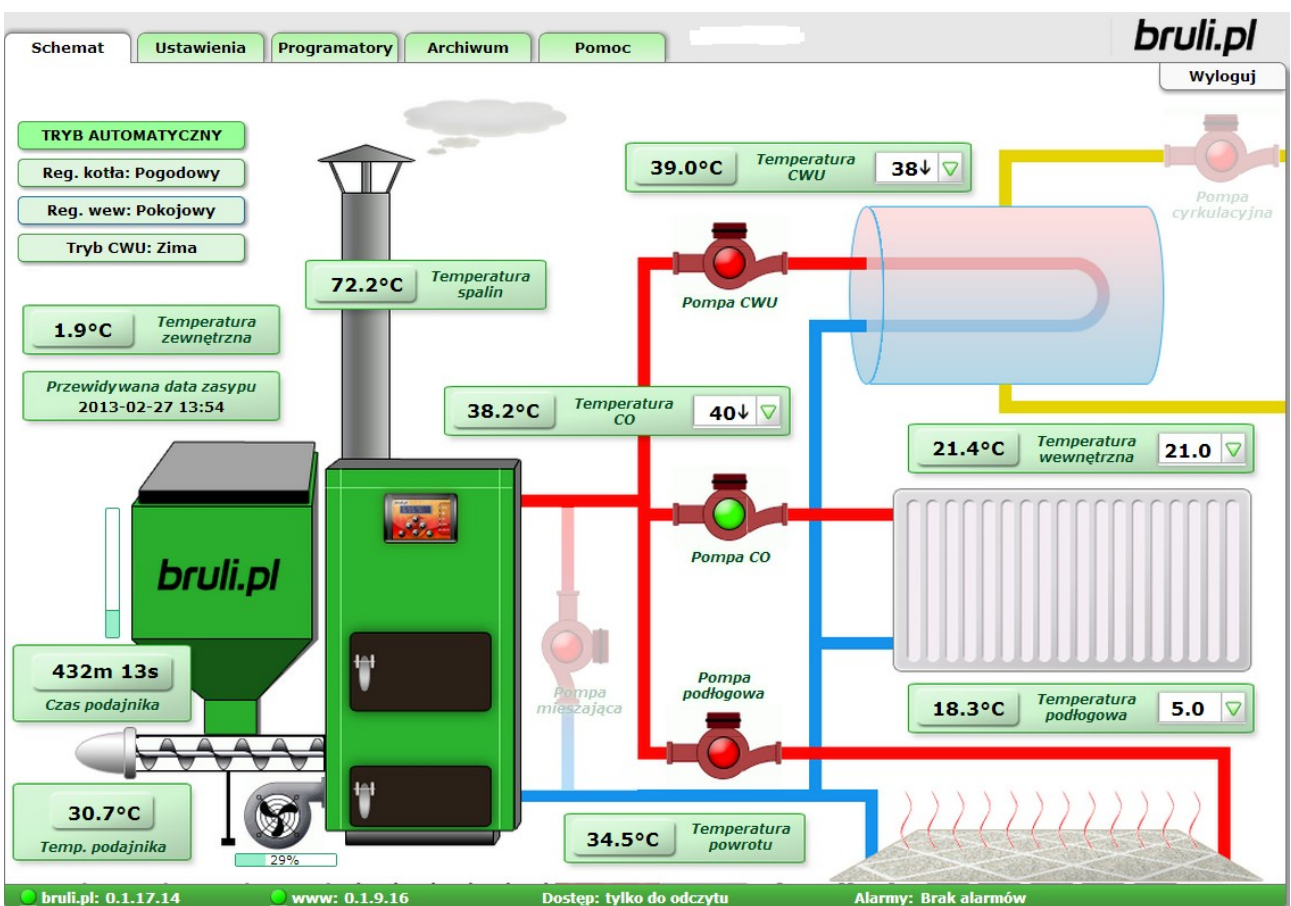 bruli.pl
Schemat
Ustawienia
Programatory
Archiwum
Pomoc
Wyloguj
TRYB AUTOMATYCZNY
Reg. kotła: Pogodowy
Reg. wew: Pokojowy
Tryb CWU: Zima
39.0°C
Temperatura
CWU
38↓
Pompa
cyrkulacyjna
72.2°C
Temperatura
spalin
Pompa CWU
1.9°C
Temperatura
zewnętrzna
Przewidywana data zasypu
2013-02-27 13:54
38.2°C
Temperatura
CO
40↓
21.4°C
Temperatura
wewnętrzna
21.0
bruli.pl
Pompa CO
432m 13s
Czas podajnika
Pompa
mieszająca
Pompa
podłogowa
18.3°C
Temperatura
podłogowa
5.0
30.7°C
Temp. podajnika
29%
34.5°C
Temperatura
powrotu
bruli.pl: 0.1.17.14
www: 0.1.9.16
Dostęp: tylko do odczytu
Alarmy: Brak alarmów